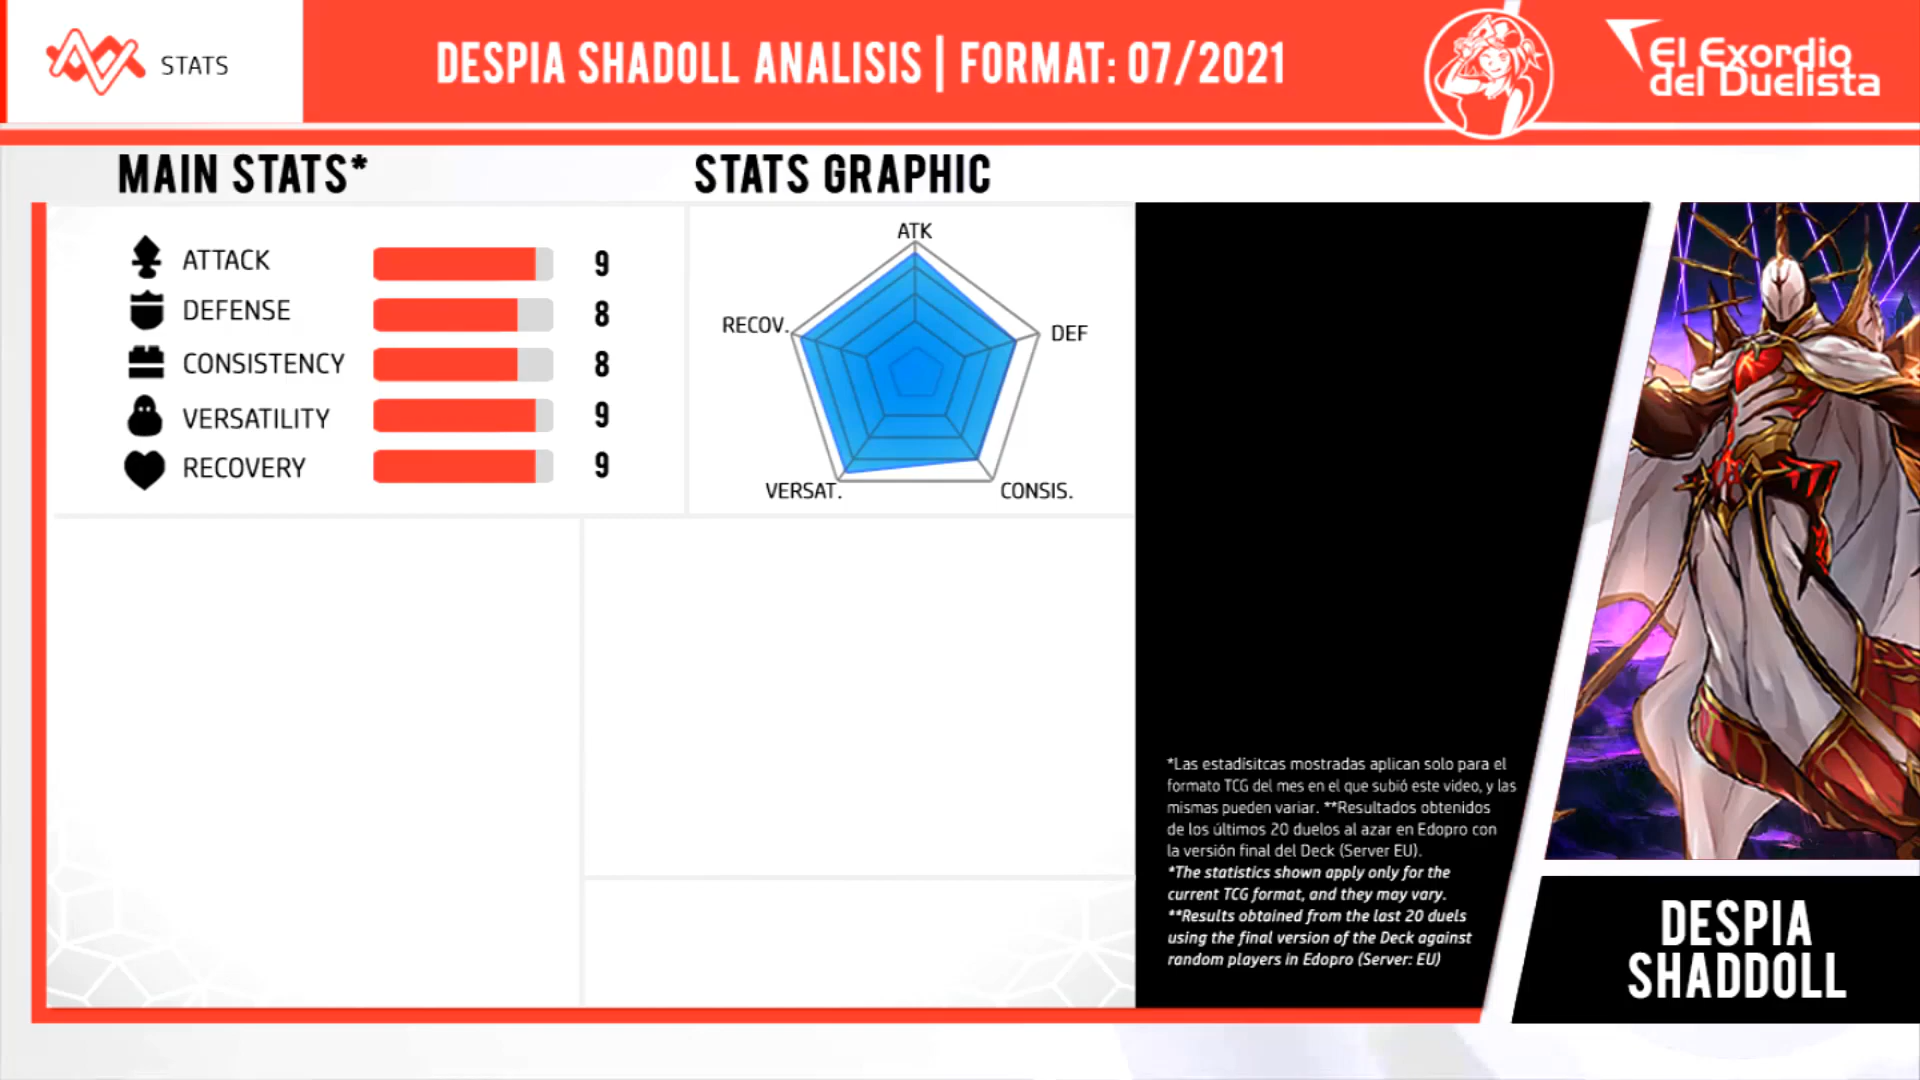 STATS
DESPIA SHADOLL ANALISIS | FORMAT: 07/2021
El Exordio
del Duelista
MAIN STATS*
STATS GRAPHIC
ATTACK 9
DEFENSE 8
CONSISTENCY 8
VERSATILITY 9
RECOVERY 9
ATK
RECOV.
DEF
VERSAT.
CONSIS.
*Las estadísitcas mostradas aplican solo para el
formato TCG del mes en el que subió este video, y las
mismas pueden variar. **Resultados obtenidos
de los últimos 20 duelos al azar en Edopro con
la versión final del Deck (Server EU).
*The statistics shown apply only for the
current TCG format, and they may vary.
**Results obtained from the last 20 duels
using the final version of the Deck against
random players in Edopro (Server: EU)
DESPIA
SHADDOLL